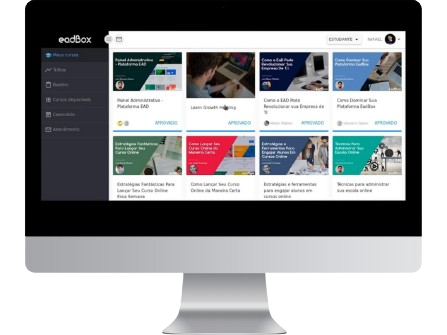 eadBox
ESTUDANTE
RAFAEL
Meus cursos
Trilhas
Cursos disponíveis
Calendário
Atendimento
Painel Administrativo -
Plataforma EAD
Como a EAD Pode
Revolucionar Sua
Empresa De TI
Como Dominar Sua
Plataforma EadBox
Painel Administrativo -
Plataforma EAD
APROVADO
Learn Growth Hacking
APROVADO
Como a EAD Pode
Revolucionar sua Empresa de
TI
APROVADO
Como Dominar Sua
Plataforma EadBox
APROVADO
Estratégias Fantásticas
Para Lançar Seu
Curso Online
Como Lançar Seu
Curso Online da
Maneira Certa
Estratégias e
Ferramentas Para
Engajar Alunos Em
Cursos Online
Técnicas Para
Administrar Sua
Escola Online
Estratégias Fantásticas Para
Lançar Seu Curso Online
Essa Semana
Como Lançar Seu Curso
Online da Maneira Certa
Estratégias e ferramentas
para engajar alunos em
cursos online
Técnicas para administrar
sua escola online